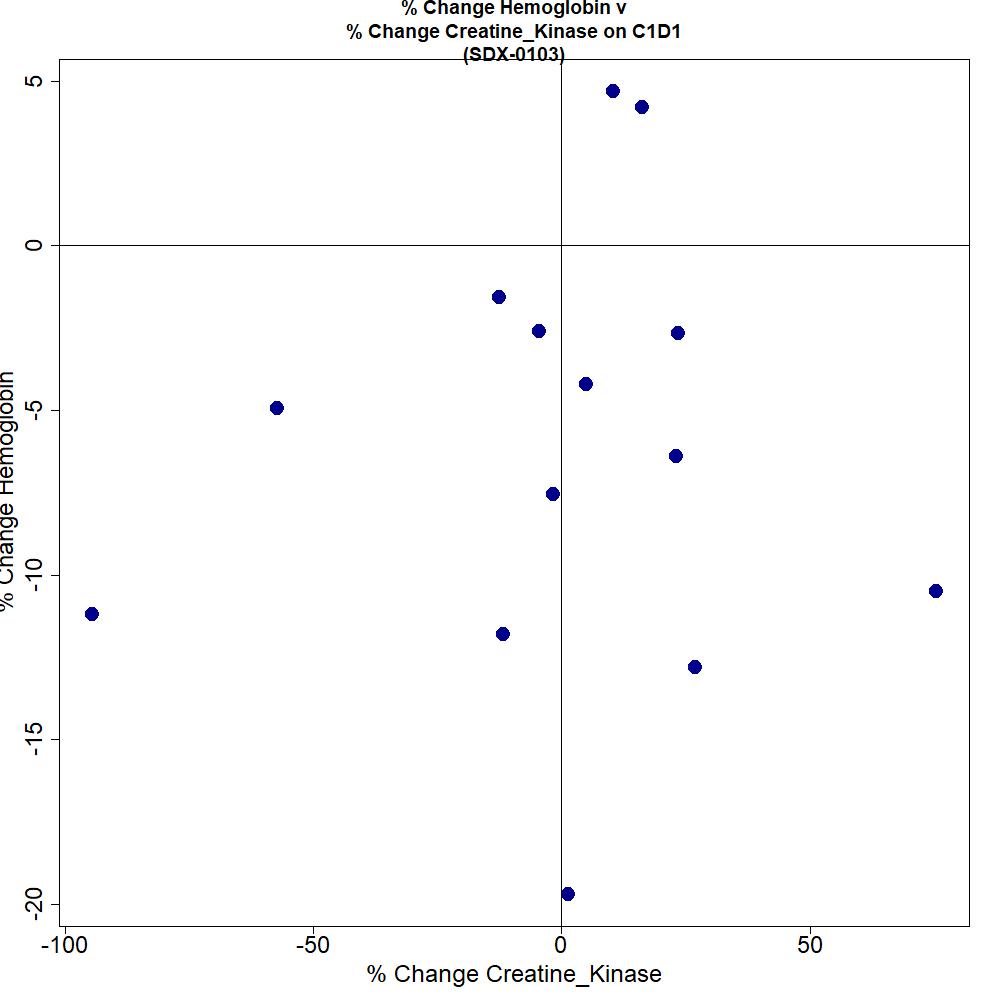 % Change Hemoglobin v
% Change Creatine_Kinase on C1D1
(SDX-0103)
% Change Hemoglobin
5
0
-5
-10
-15
-20
-100
-50
0
50
% Change Creatine_Kinase